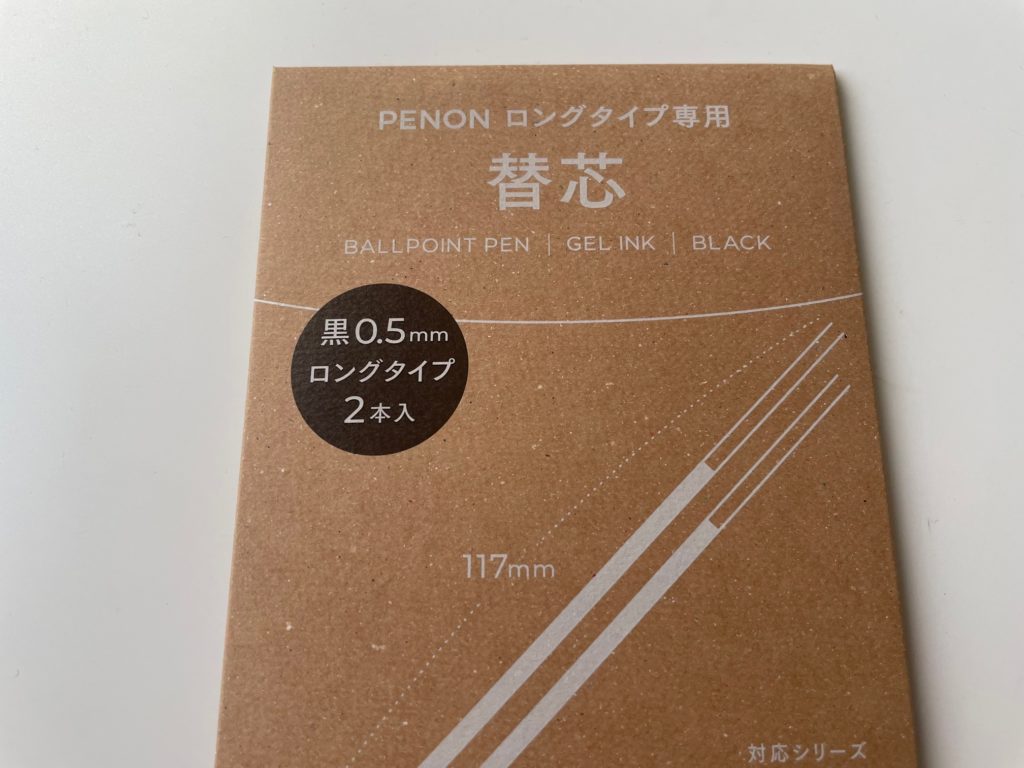 PENON ロングタイプ専用
替芯
BALLPOINT PEN | GEL INK | BLACK
黒0.5mm
ロングタイプ
2本入
117mm
対応シリーズ